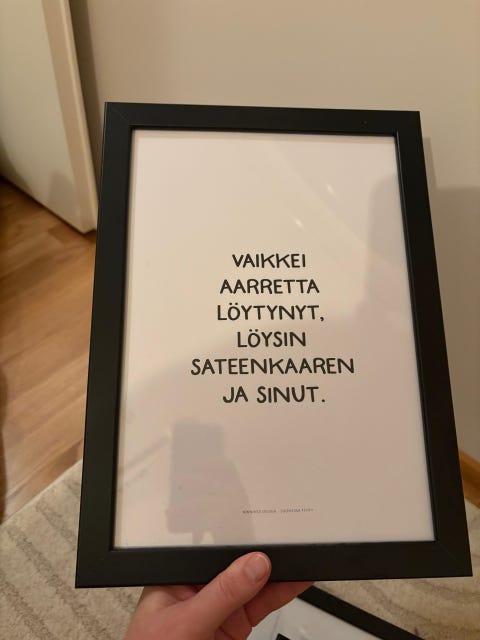 VAIKKEI
AARRETTA
LÖYTYNYT,
LÖYSIN
SATEENKAAREN
JA SINUT.